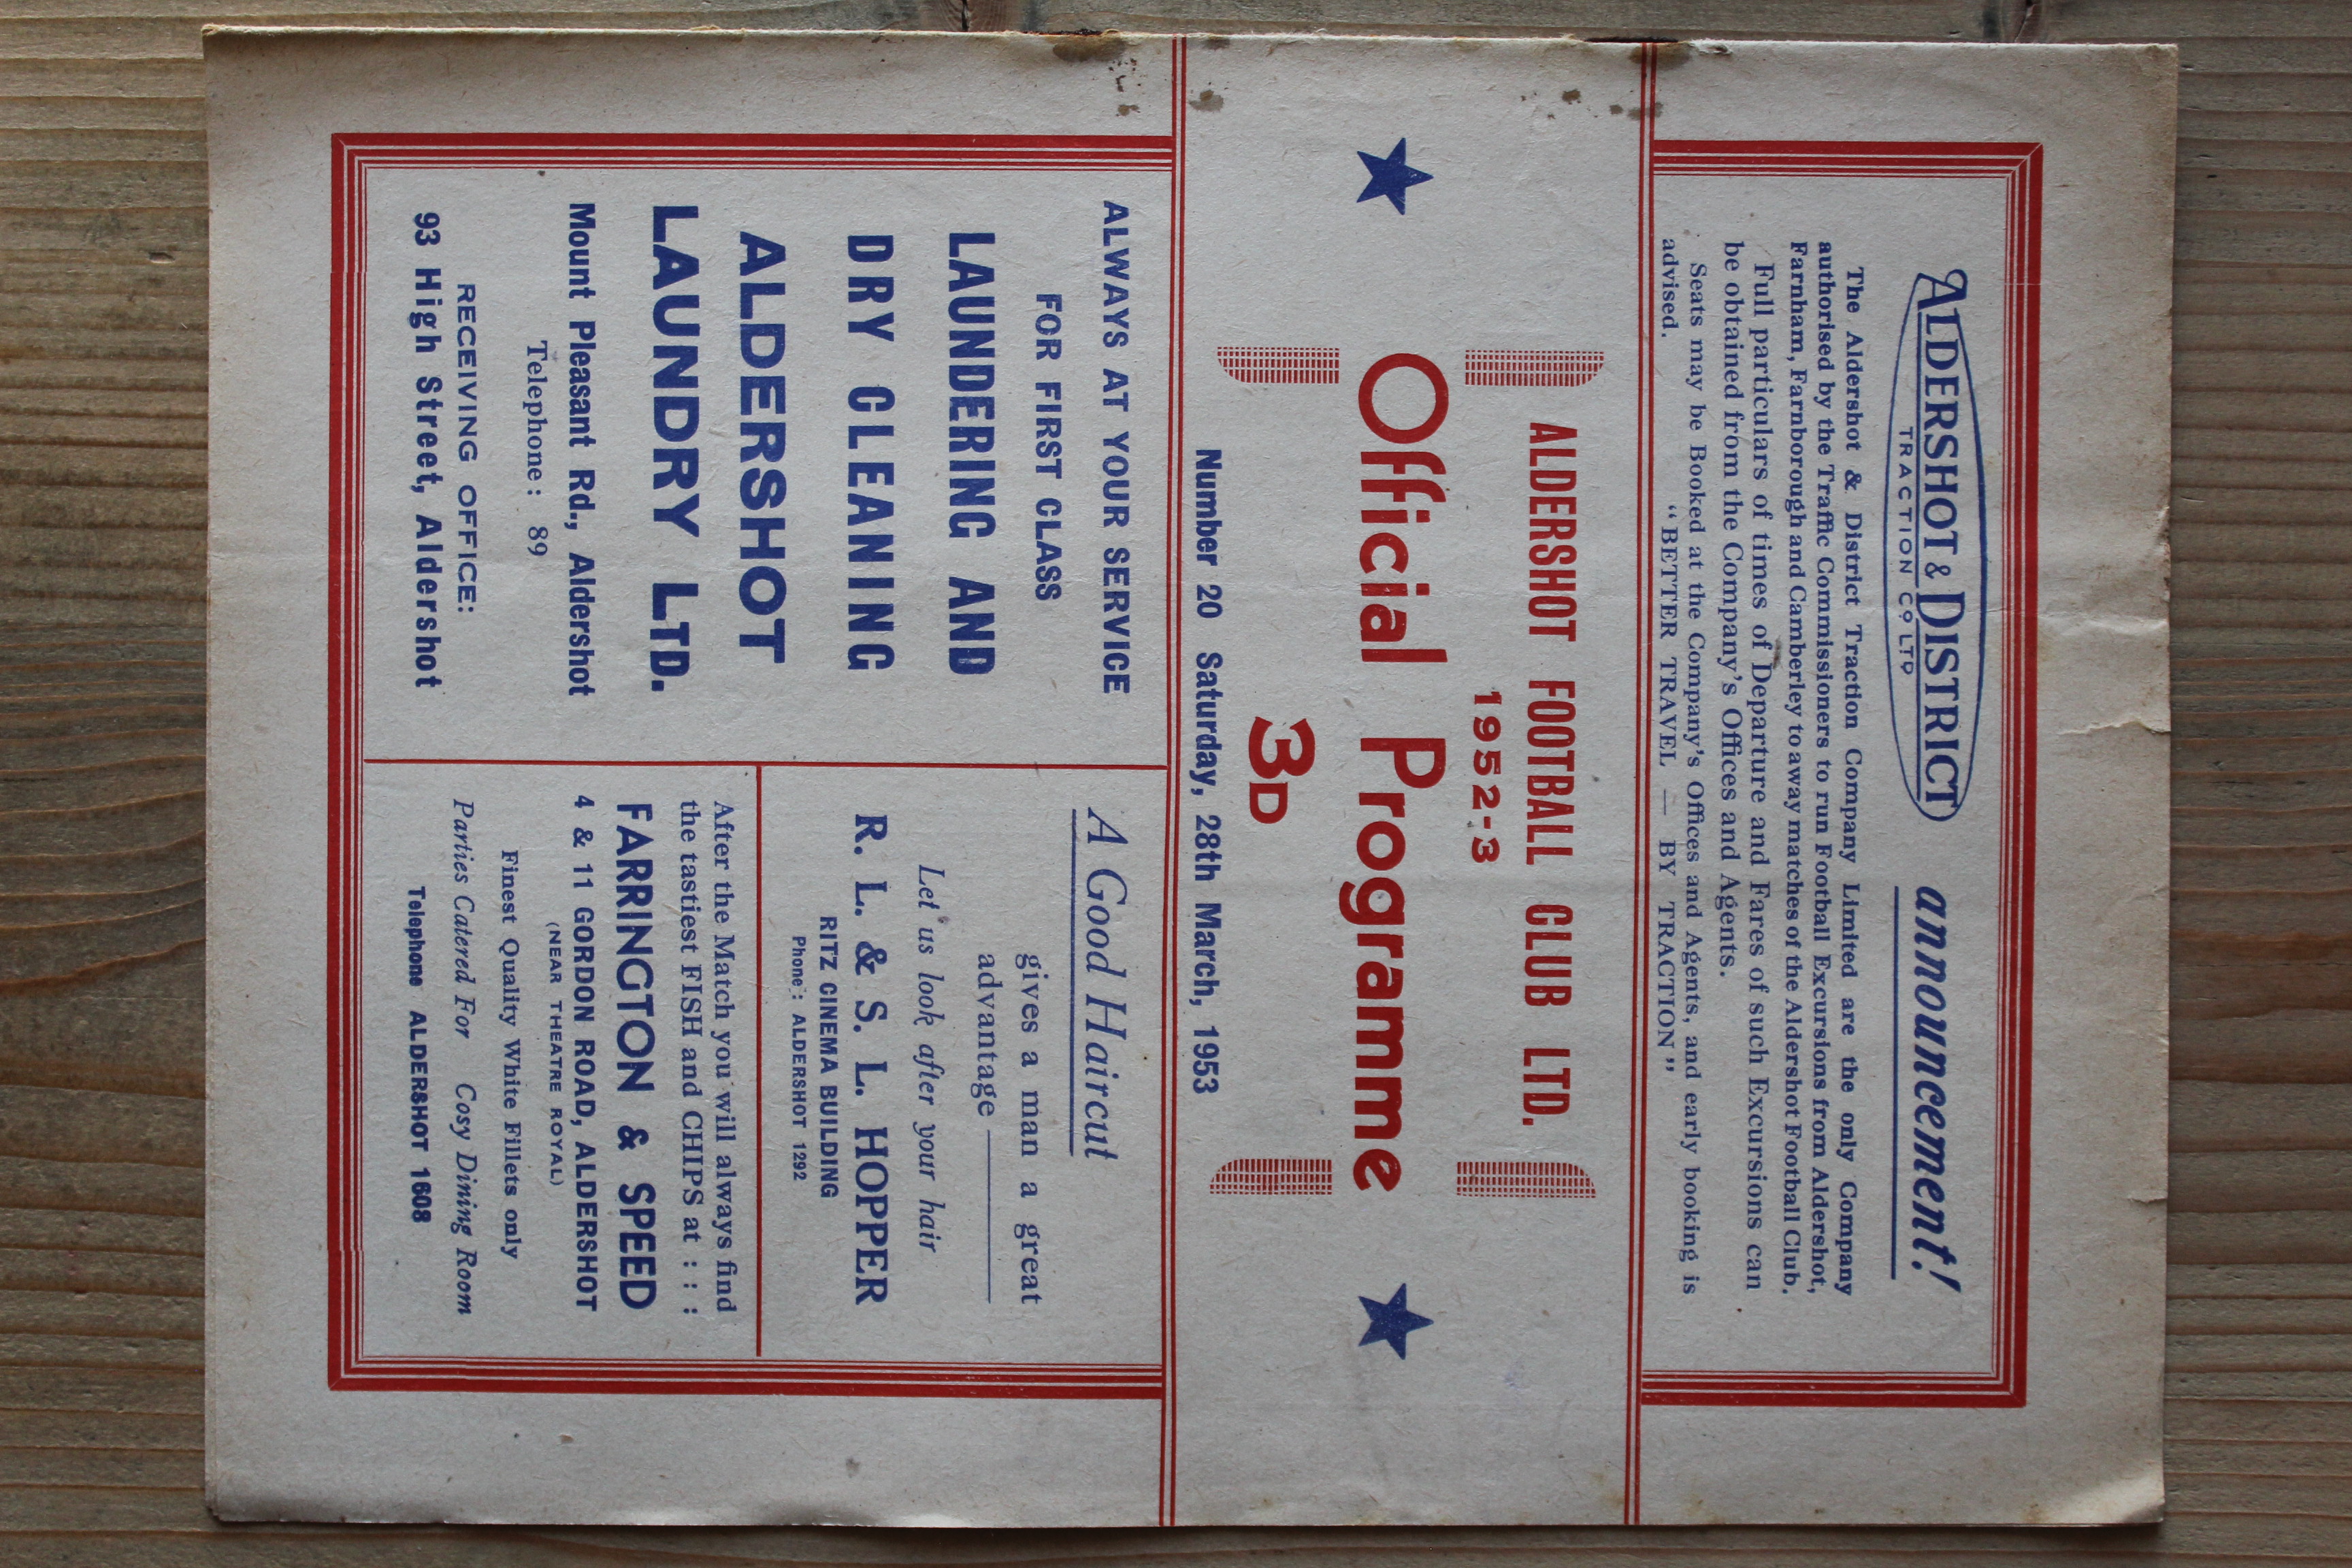 ALDERSHOT & DISTRICT announcement!
TRACTION CO LTD
The Aldershot & District Traction Company Limited are the only Company
authorised by the Traffic Commissioners to run Football Excursions from Aldershot,
Farnham, Farnborough and Camberley to away matches of the Aldershot Football Club.
Full particulars of times of Departure and Fares of such Excursions can
be obtained from the Company's Offices and Agents.
Seats may be Booked at the Company's Offices and Agents, and early booking is
advised.
"BETTER TRAVEL — BY TRACTION"
ALDERSHOT FOOTBALL CLUB LTD.
1952-3
Official Programme
3D
Number 20 Saturday, 28th March, 1953
ALWAYS AT YOUR SERVICE
FOR FIRST CLASS
LAUNDERING AND
DRY CLEANING
ALDERSHOT
LAUNDRY LTD.
Mount Pleasant Rd., Aldershot
Telephone: 89
RECEIVING OFFICE:
93 High Street, Aldershot
A Good Haircut
gives a man a great
advantage
Let us look after your hair
R. L. & S. L. HOPPER
RITZ CINEMA BUILDING
Phone: ALDERSHOT 1292
After the Match you will always find
the tastiest FISH and CHIPS at : : :
FARRINGTON & SPEED
4 & 11 GORDON ROAD, ALDERSHOT
(NEAR THEATRE ROYAL)
Finest Quality White Fillets only
Parties Catered For Cosy Dining Room
Telephone ALDERSHOT 1608